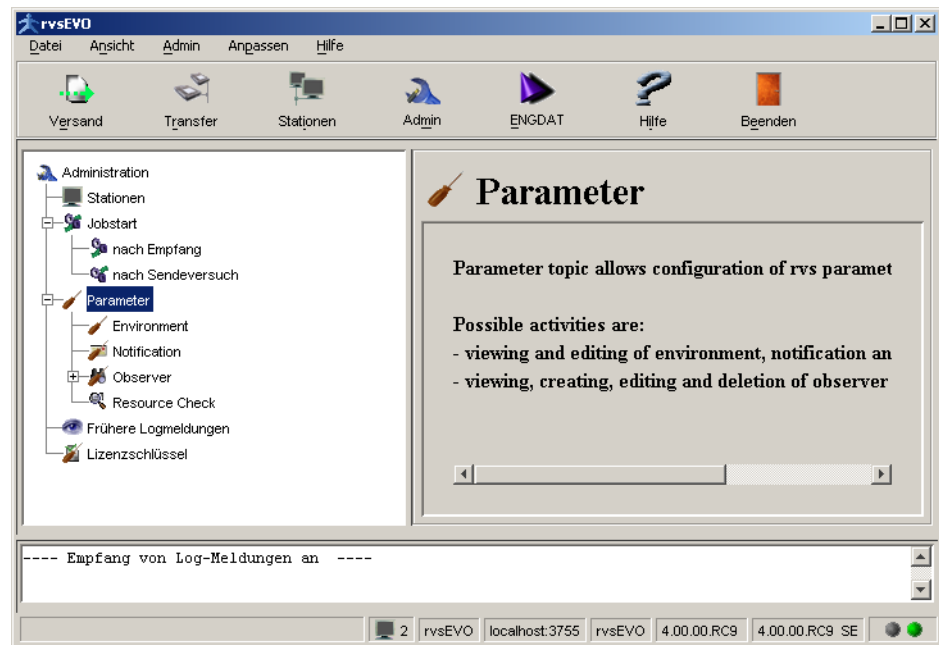 rvsEVO
Datei Ansicht Admin Anpassen Hilfe
Versand Transfer Stationen Admin ENGDAT Hilfe Beenden
Administration
Stationen
Jobstart
nach Empfang
nach Sendeversuch
Parameter
Environment
Notification
Observer
Resource Check
Frühere Logmeldungen
Lizenzschlüssel
Parameter
Parameter topic allows configuration of rvs paramet
Possible activities are:
- viewing and editing of environment, notification an
- viewing, creating, editing and deletion of observer
---- Empfang von Log-Meldungen an ----
2 rvsEVO localhost:3755 rvsEVO 4.00.00.RC9 4.00.00.RC9 SE